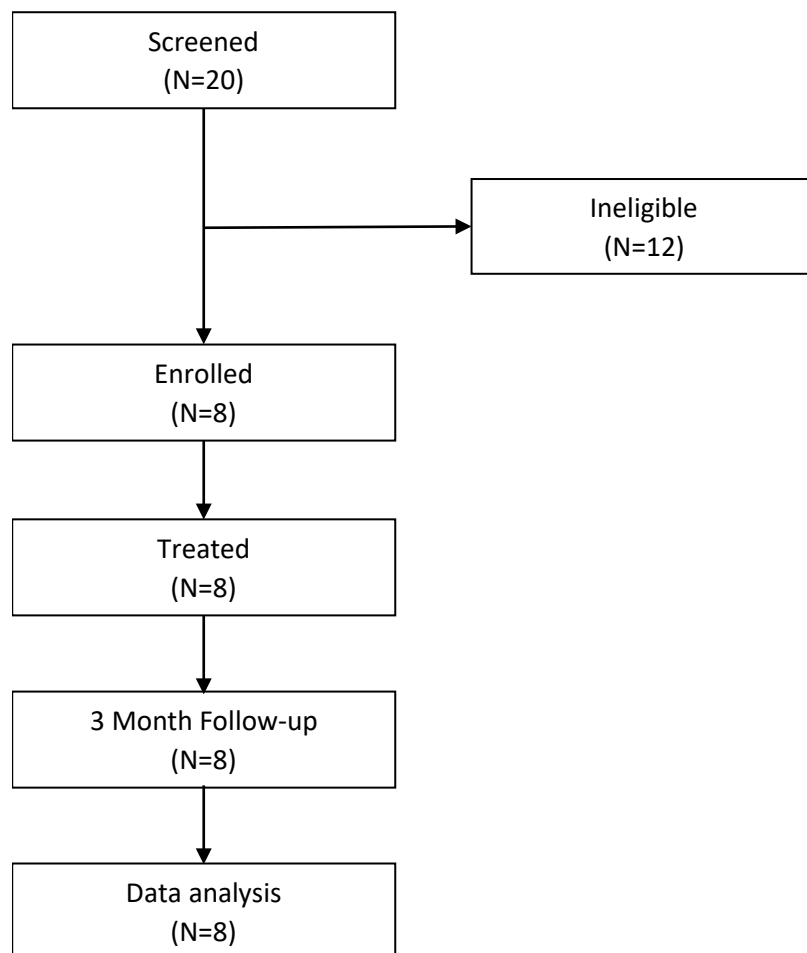 Screened
(N=20)
Ineligible
(N=12)
Enrolled
(N=8)
Treated
(N=8)
3 Month Follow-up
(N=8)
Data analysis
(N=8)